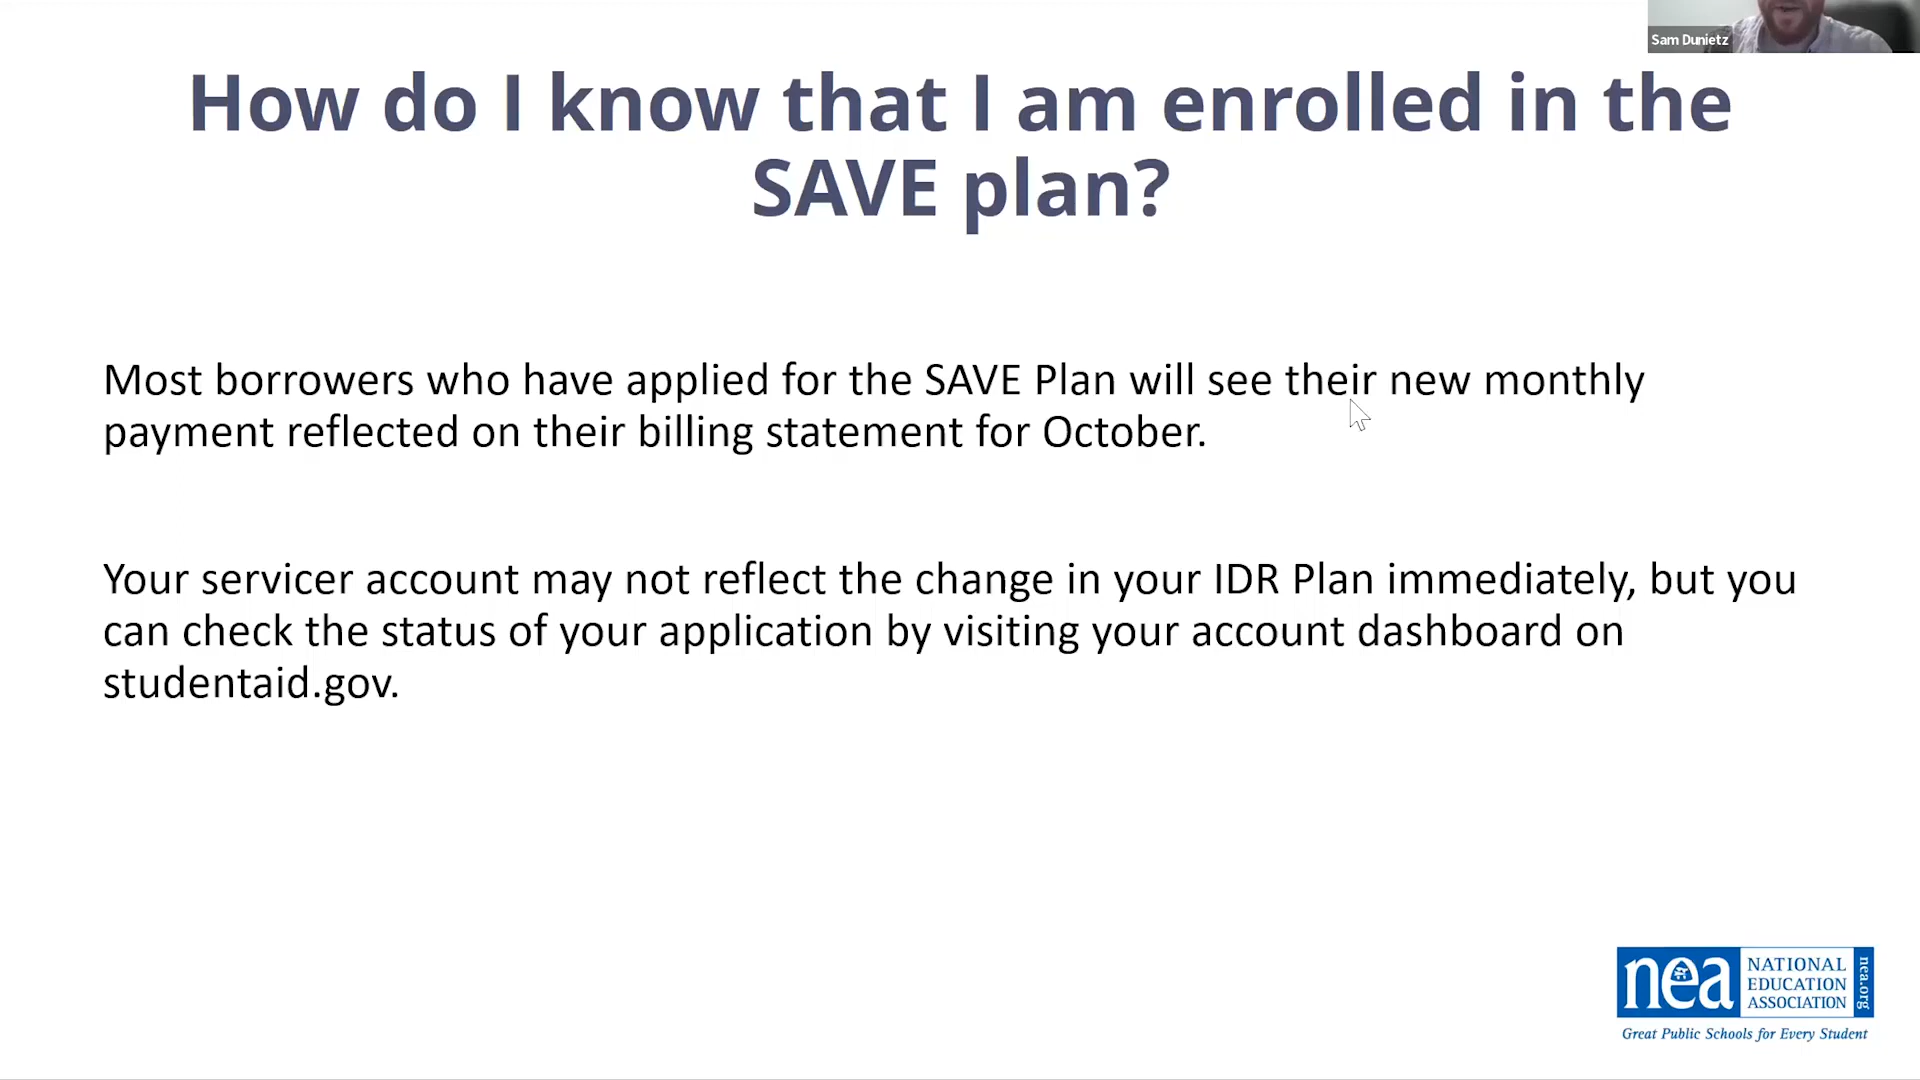 Sam Dunietz
How do I know that I am enrolled in the
SAVE plan?
Most borrowers who have applied for the SAVE Plan will see their new monthly
payment reflected on their billing statement for October.
Your servicer account may not reflect the change in your IDR Plan immediately, but you
can check the status of your application by visiting your account dashboard on
studentaid.gov.
nea
NATIONAL
EDUCATION
ASSOCIATION
nea.org
Great Public Schools for Every Student